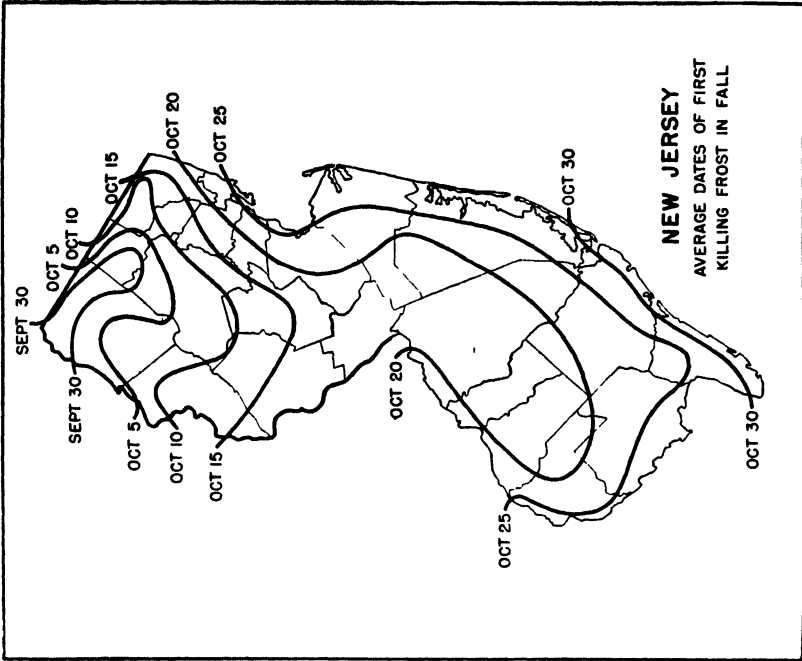 SEPT 30
OCT 5
OCT 10
OCT 15
OCT 20
OCT 25
SEPT 30
OCT 5
OCT 10
OCT 15
OCT 20
OCT 30
OCT 25
OCT 30
NEW JERSEY
AVERAGE DATES OF FIRST
KILLING FROST IN FALL